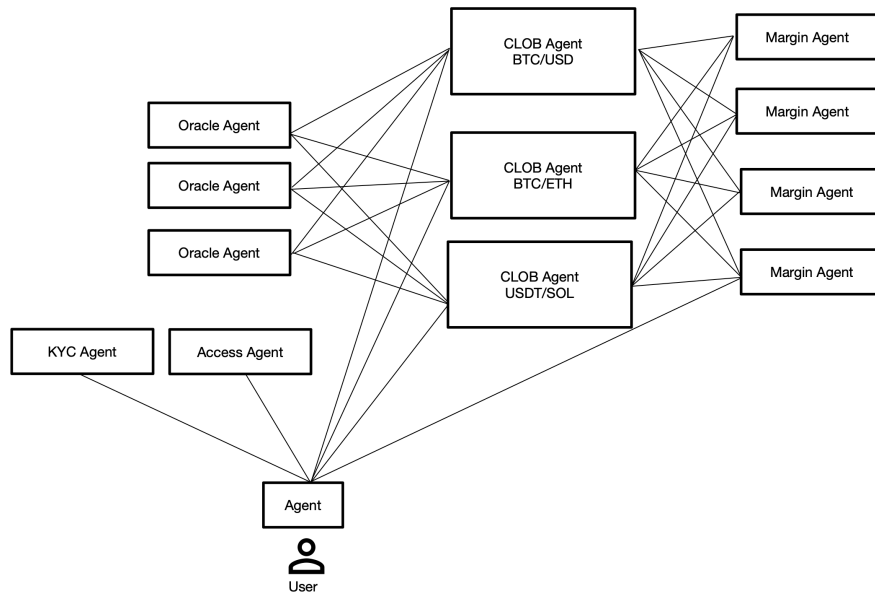 CLOB Agent
BTC/USD
Margin Agent
Margin Agent
Oracle Agent
CLOB Agent
BTC/ETH
Oracle Agent
Margin Agent
Oracle Agent
CLOB Agent
USDT/SOL
Margin Agent
KYC Agent
Access Agent
Agent
User